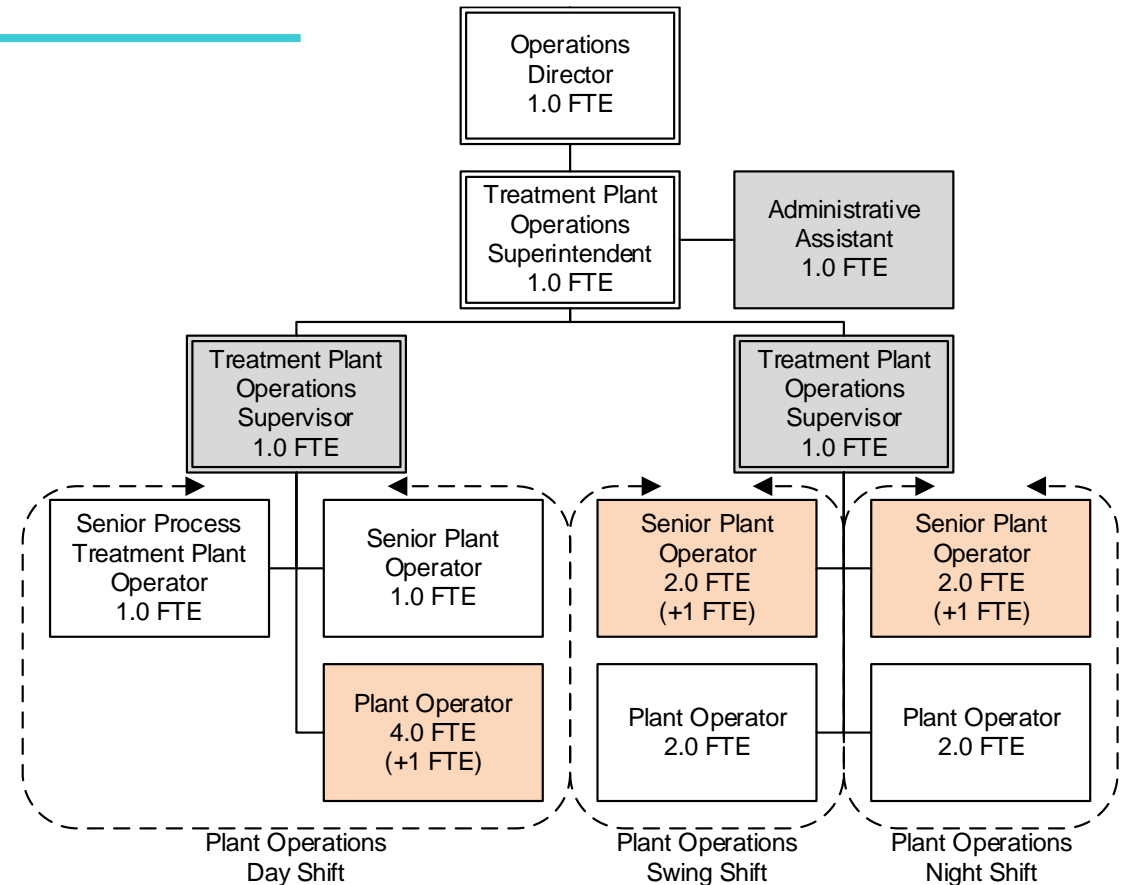 Operations
Director
1.0 FTE
Treatment Plant
Operations
Superintendent
1.0 FTE
Administrative
Assistant
1.0 FTE
Treatment Plant
Operations
Supervisor
1.0 FTE
Treatment Plant
Operations
Supervisor
1.0 FTE
Senior Process
Treatment Plant
Operator
1.0 FTE
Senior Plant
Operator
1.0 FTE
Senior Plant
Operator
2.0 FTE
(+1 FTE)
Senior Plant
Operator
2.0 FTE
(+1 FTE)
Plant Operator
4.0 FTE
(+1 FTE)
Plant Operator
2.0 FTE
Plant Operator
2.0 FTE
Plant Operations
Day Shift
Plant Operations
Swing Shift
Plant Operations
Night Shift